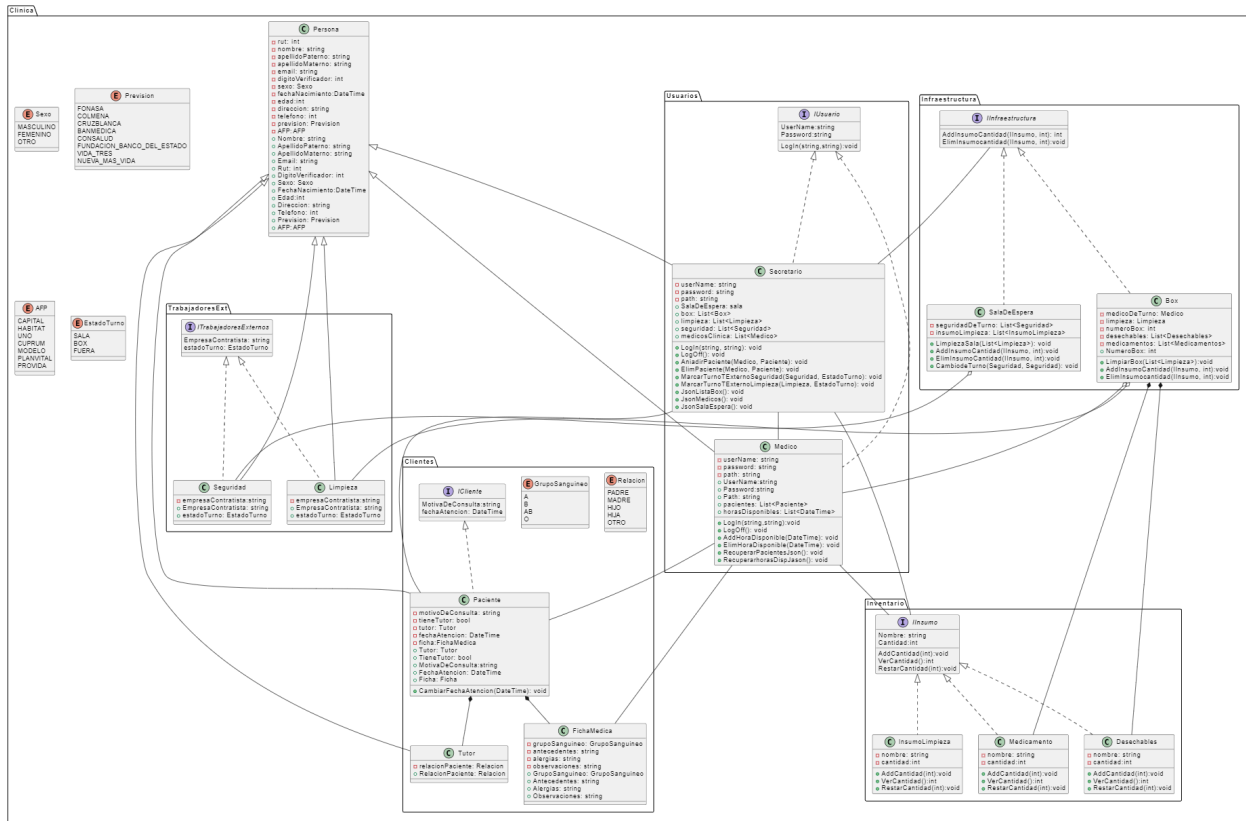 Clinica
Persona
rut: int
nombre: string
apellidoPaterno: string
apellidoMaterno: string
email: string
digitoVerificador: int
sexo: Sexo
fechaNacimiento:DateTime
edad:int
direccion: string
telefono: int
prevision: Prevision
AFP:AFP
Nombre: string
ApellidoPaterno: string
ApellidoMaterno: string
Email: string
Rut: int
DigitoVerificador: int
Sexo: Sexo
FechaNacimiento:DateTime
Edad:int
Direccion: string
Telefono: int
Prevision: Prevision
AFP:AFP
Sexo
MASCULINO
FEMENINO
OTRO
Prevision
FONASA
COLMENA
CRUZBLANCA
BANMEDICA
CONSALUD
FUNDACION_BANCO_DEL_ESTADO
VIDA_TRES
NUEVA_MAS_VIDA
AFP
CAPITAL
HABITAT
UNO
CUPRUM
MODELO
PLANVITAL
PROVIDA
EstadoTurno
SALA
BOX
FUERA
TrabajadoresExt
ITrabajadoresExternos
EmpresaContratista: string
estadoTurno: EstadoTurno
Seguridad
empresaContratista:string
EmpresaContratista: string
estadoTurno: EstadoTurno
Limpieza
empresaContratista:string
EmpresaContratista: string
estadoTurno: EstadoTurno
Usuarios
IUsuario
UserName:string
Password:string
LogIn(string,string):void
Secretario
userName: string
password: string
path: string
SalaDeEspera: sala
box: List<Box>
limpieza: List<Limpieza>
seguridad: List<Seguridad>
medicosClinica: List<Medico>
LogIn(string, string): void
LogOff(): void
AniadirPaciente(Medico, Paciente): void
ElimPaciente(Medico, Paciente): void
MarcarTurnoTExternoSeguridad(Seguridad, EstadoTurno): void
MarcarTurnoTExternoLimpieza(Limpieza, EstadoTurno): void
JsonListaBox(): void
JsonMedicos(): void
JsonSalaEspera(): void
Medico
userName: string
password: string
path: string
UserName:string
Password:string
Path: string
pacientes: List<Paciente>
horasDisponibles: List<DateTime>
LogIn(string,string):void
LogOff(): void
AddHoraDisponible(DateTime): void
ElimHoraDisponible(DateTime): void
RecuperarPacientesJson(): void
RecuperarhorasDispJason(): void
Infraestructura
IInfraestructura
AddInsumoCantidad(IInsumo, int): int
ElimInsumocantidad(IInsumo, int):void
SalaDeEspera
seguridadDeTurno: List<Seguridad>
insumoLimpieza: List<InsumoLimpieza>
LimpiezaSala(List<Limpieza>): void
AddInsumoCantidad(IInsumo, int): void
ElimInsumoCantidad(IInsumo, int): void
CambiodeTurno(Seguridad, Seguridad): void
Box
medicoDeTurno: Medico
limpieza: Limpieza
numeroBox: int
desechables: List<Desechables>
medicamentos: List<Medicamentos>
NumeroBox: int
LimpiarBox(List<Limpieza>): void
AddInsumoCantidad(IInsumo, int): void
ElimInsumocantidad(IInsumo, int):void
Clientes
ICliente
MotivaDeConsulta:string
fechaAtencion: DateTime
GrupoSanguineo
A
B
AB
O
Relacion
PADRE
MADRE
HIJO
HIJA
OTRO
Paciente
motivoDeConsulta: string
tieneTutor: bool
tutor: Tutor
fechaAtencion: DateTime
ficha:FichaMedica
Tutor: Tutor
TieneTutor: bool
MotivaDeConsulta:string
FechaAtencion: DateTime
Ficha: Ficha
CambiarFechaAtencion(DateTime): void
Tutor
relacionPaciente: Relacion
RelacionPaciente: Relacion
FichaMedica
grupoSanguineo: GrupoSanguineo
antecedentes: string
alergias: string
observaciones: string
GrupoSanguineo: GrupoSanguineo
Antecedentes: string
Alergias: string
Observaciones: string
Inventario
IInsumo
Nombre: string
Cantidad:int
AddCantidad(int):void
VerCantidad():int
RestarCantidad(int):void
InsumoLimpieza
nombre: string
cantidad:int
AddCantidad(int):void
VerCantidad():int
RestarCantidad(int):void
Medicamento
nombre: string
cantidad:int
AddCantidad(int):void
VerCantidad():int
RestarCantidad(int):void
Desechables
nombre: string
cantidad:int
AddCantidad(int):void
VerCantidad():int
RestarCantidad(int):void